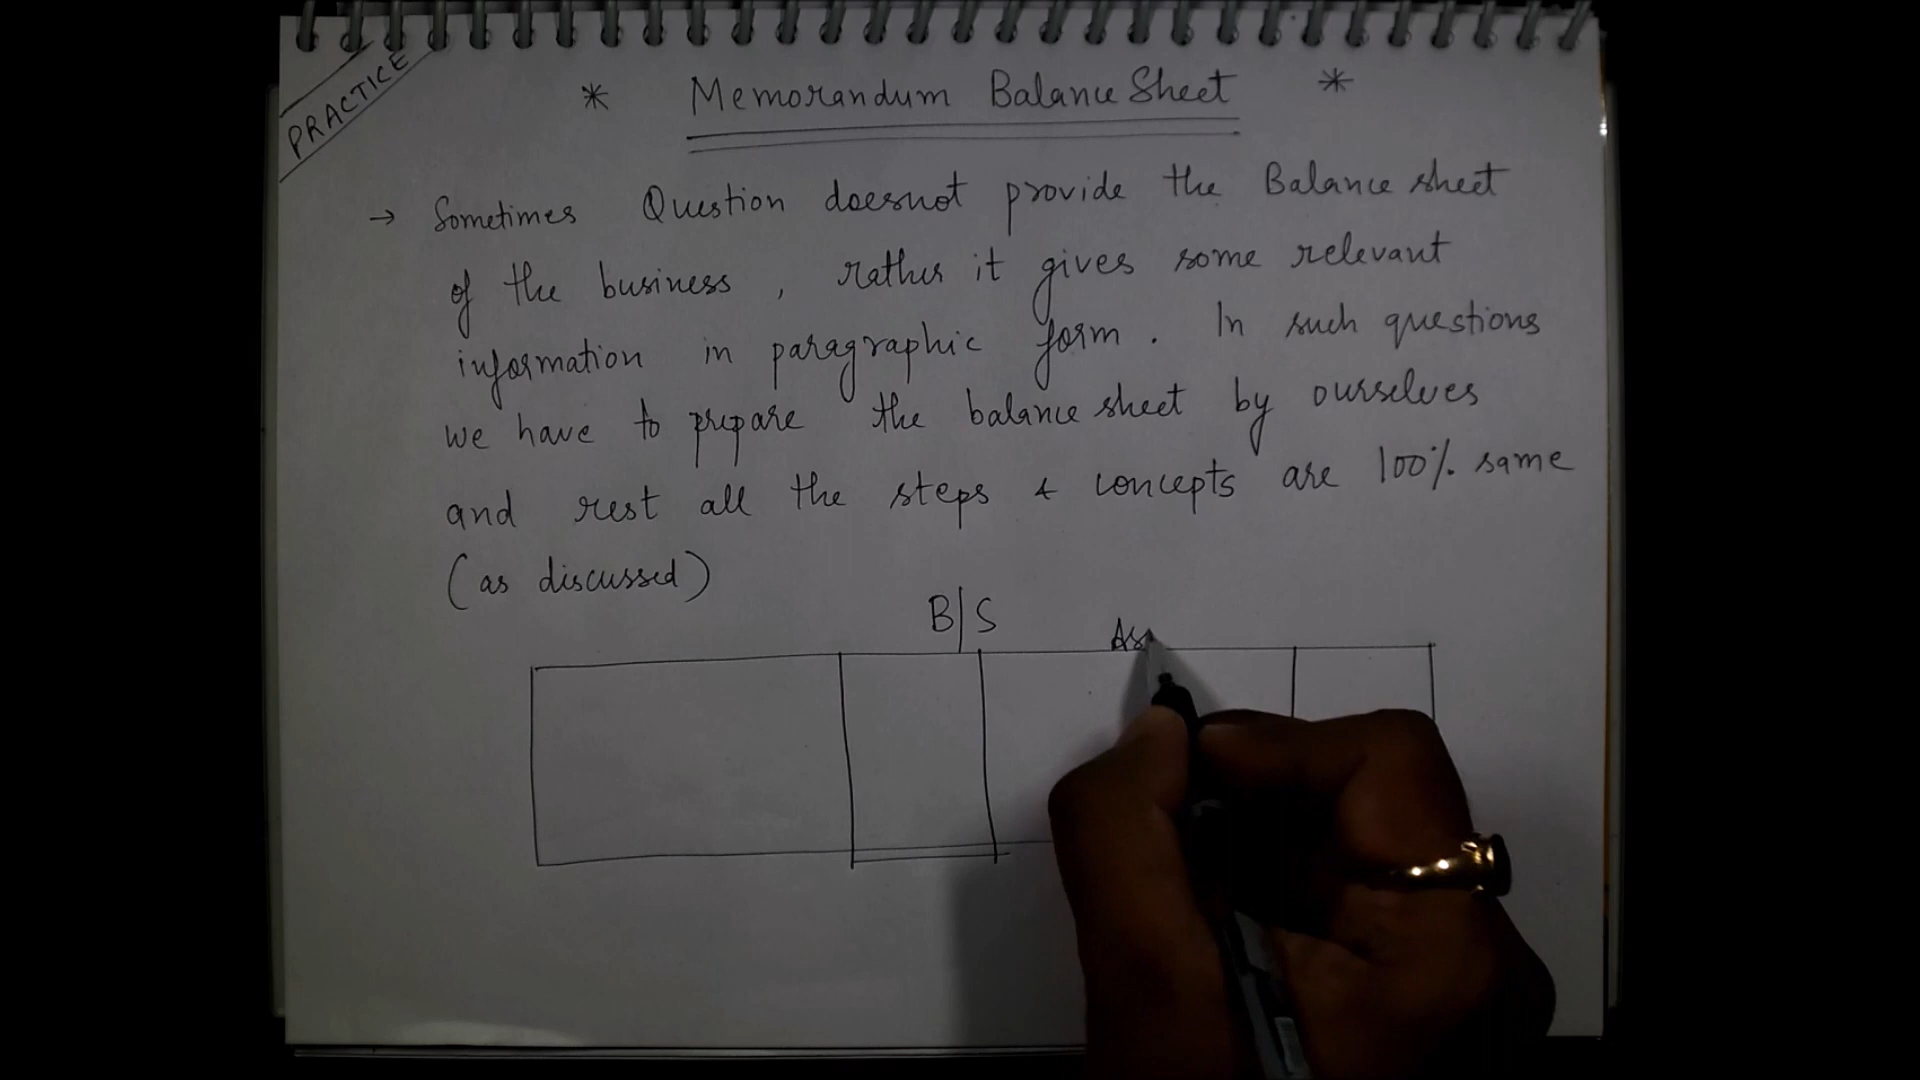 PRACTICE
* Memorandum Balance Sheet *
→ Sometimes Question doesnot provide the Balance sheet
of the business , rather it gives some relevant
information in paragraphic form . In such questions
we have to prepare the balance sheet by ourselves
and rest all the steps & concepts are 100% same
(as discussed)
B|S
Ass